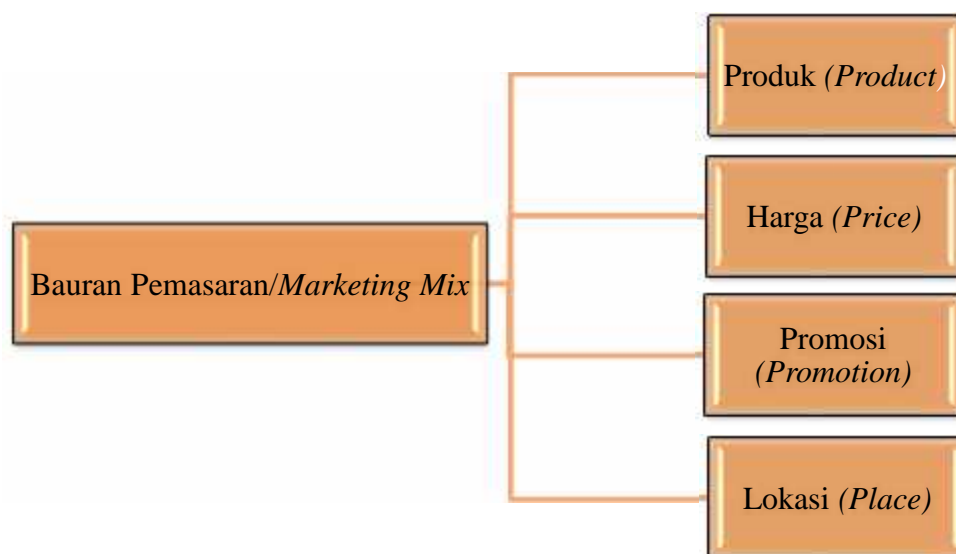 Produk (Product)
Harga (Price)
Bauran Pemasaran/Marketing Mix
Promosi
(Promotion)
Lokasi (Place)